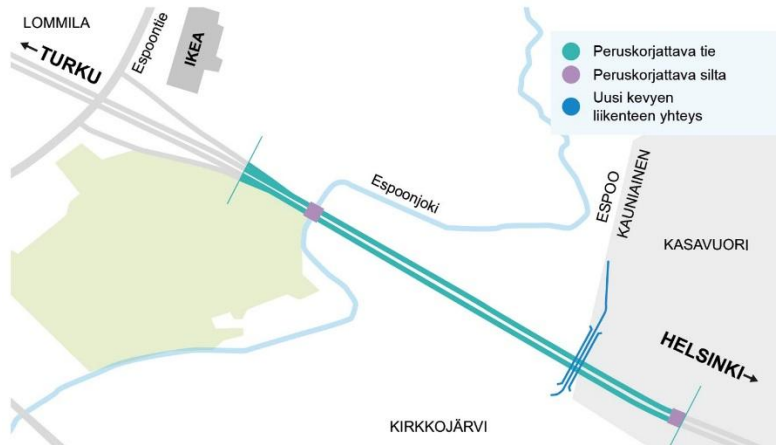 LOMMILA
Espoontie
IKEA
← TURKU
Peruskorjattava tie
Peruskorjattava silta
Uusi kevyen
liikenteen yhteys
Espoonjoki
ESPOO
KAUNIAINEN
KASAVUORI
HELSINKI→
KIRKKOJÄRVI